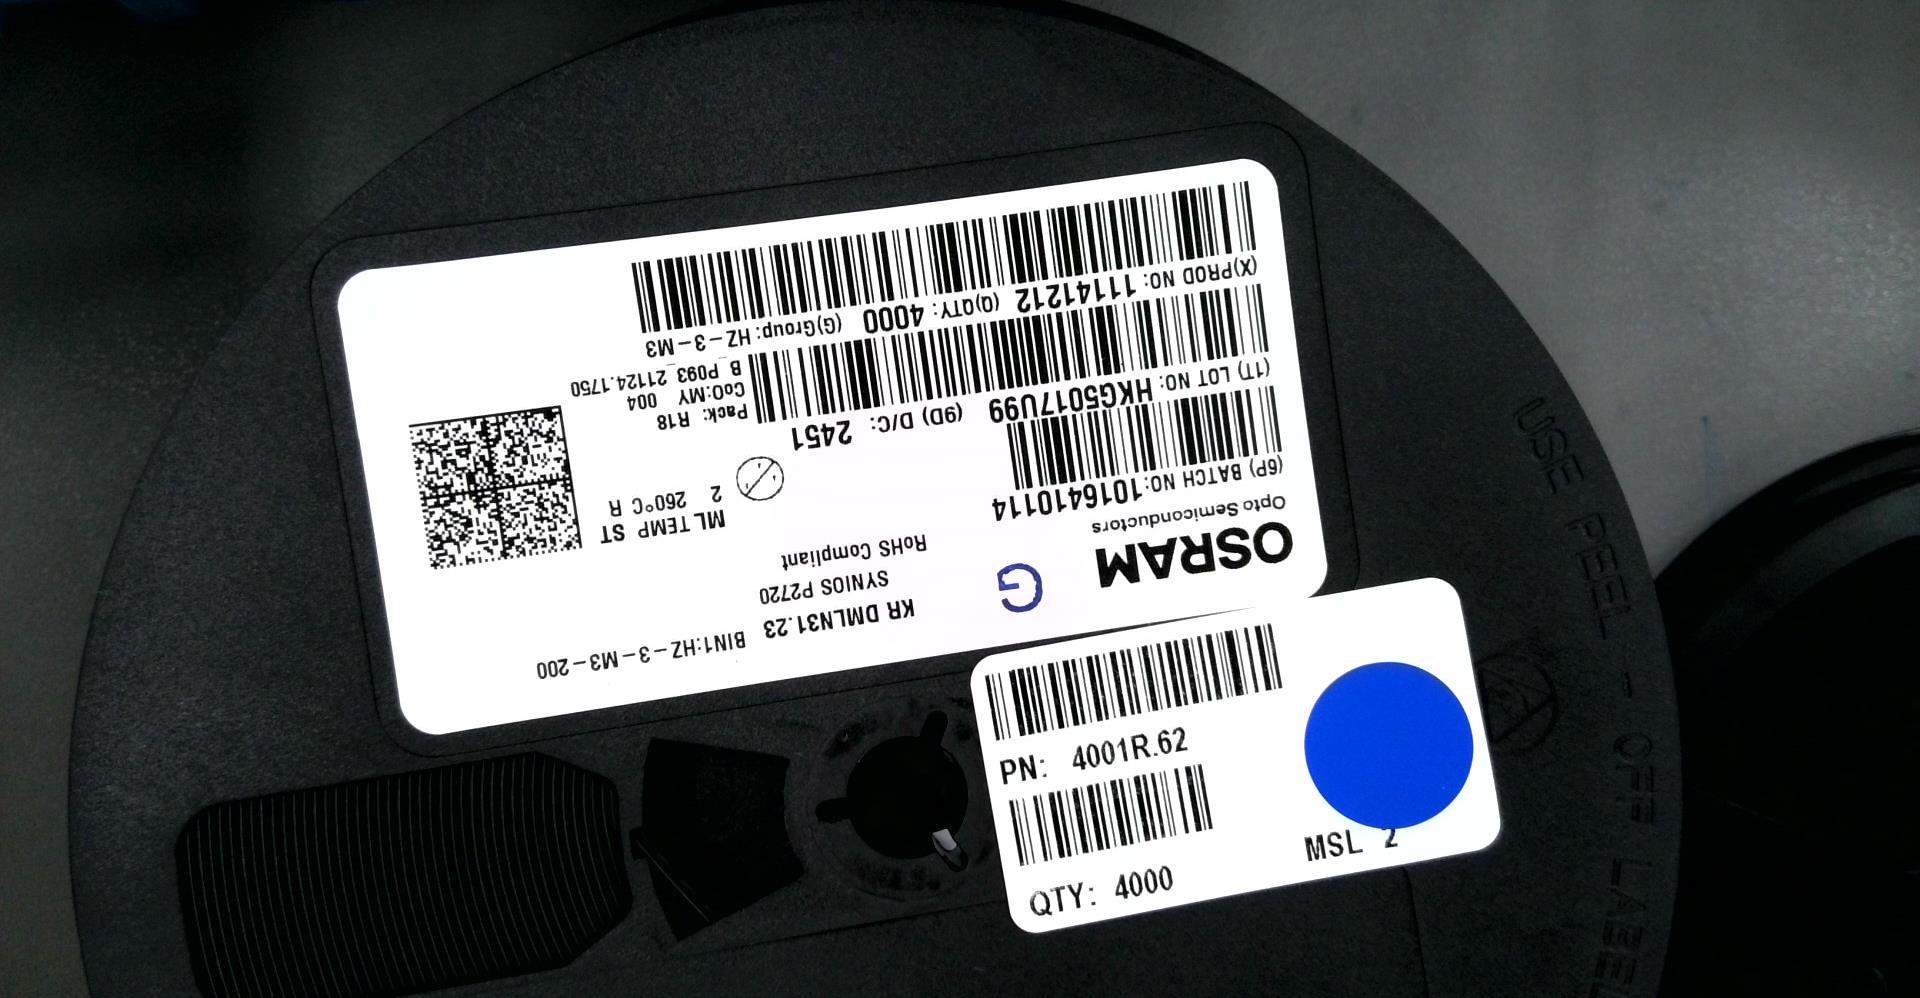 OSRAM
Opto Semiconductors
G
KR DMLN31.23
SYNIOS P2720
RoHS Compliant
BIN1:HZ-3-M3-200
(6P) BATCH NO:1016410114
ML TEMP ST
2 260°C R
(1T) LOT NO: HKG5017U99 (9D) D/C: 2451
Pack: R18
CoO:MY 004
B_P093_21124.1750
(X)PROD NO: 11141212 (Q)QTY: 4000 (G)Group: HZ-3-M3
PN: 4001R.62
QTY: 4000
MSL 2
USE PEEL - OFF LABEL